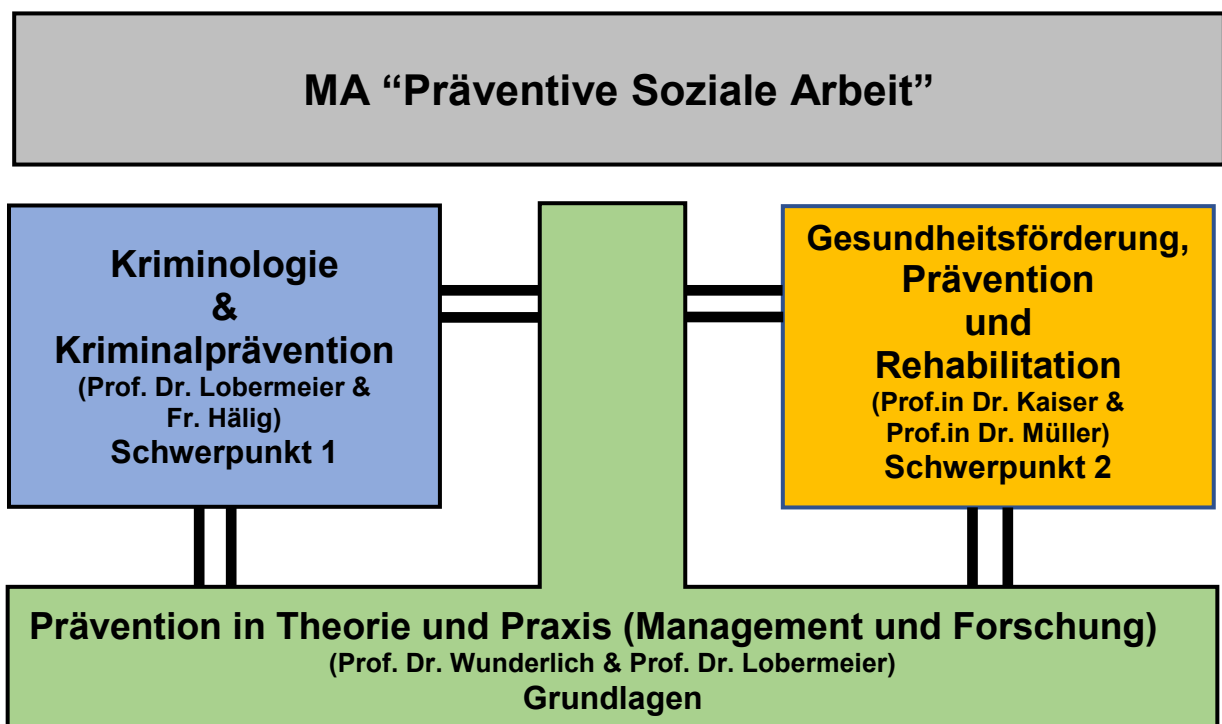 MA “Präventive Soziale Arbeit”
Kriminologie
&
Kriminalprävention
(Prof. Dr. Lobermeier &
Fr. Hälig)
Schwerpunkt 1
Gesundheitsförderung,
Prävention
und
Rehabilitation
(Prof.in Dr. Kaiser &
Prof.in Dr. Müller)
Schwerpunkt 2
Prävention in Theorie und Praxis (Management und Forschung)
(Prof. Dr. Wunderlich & Prof. Dr. Lobermeier)
Grundlagen